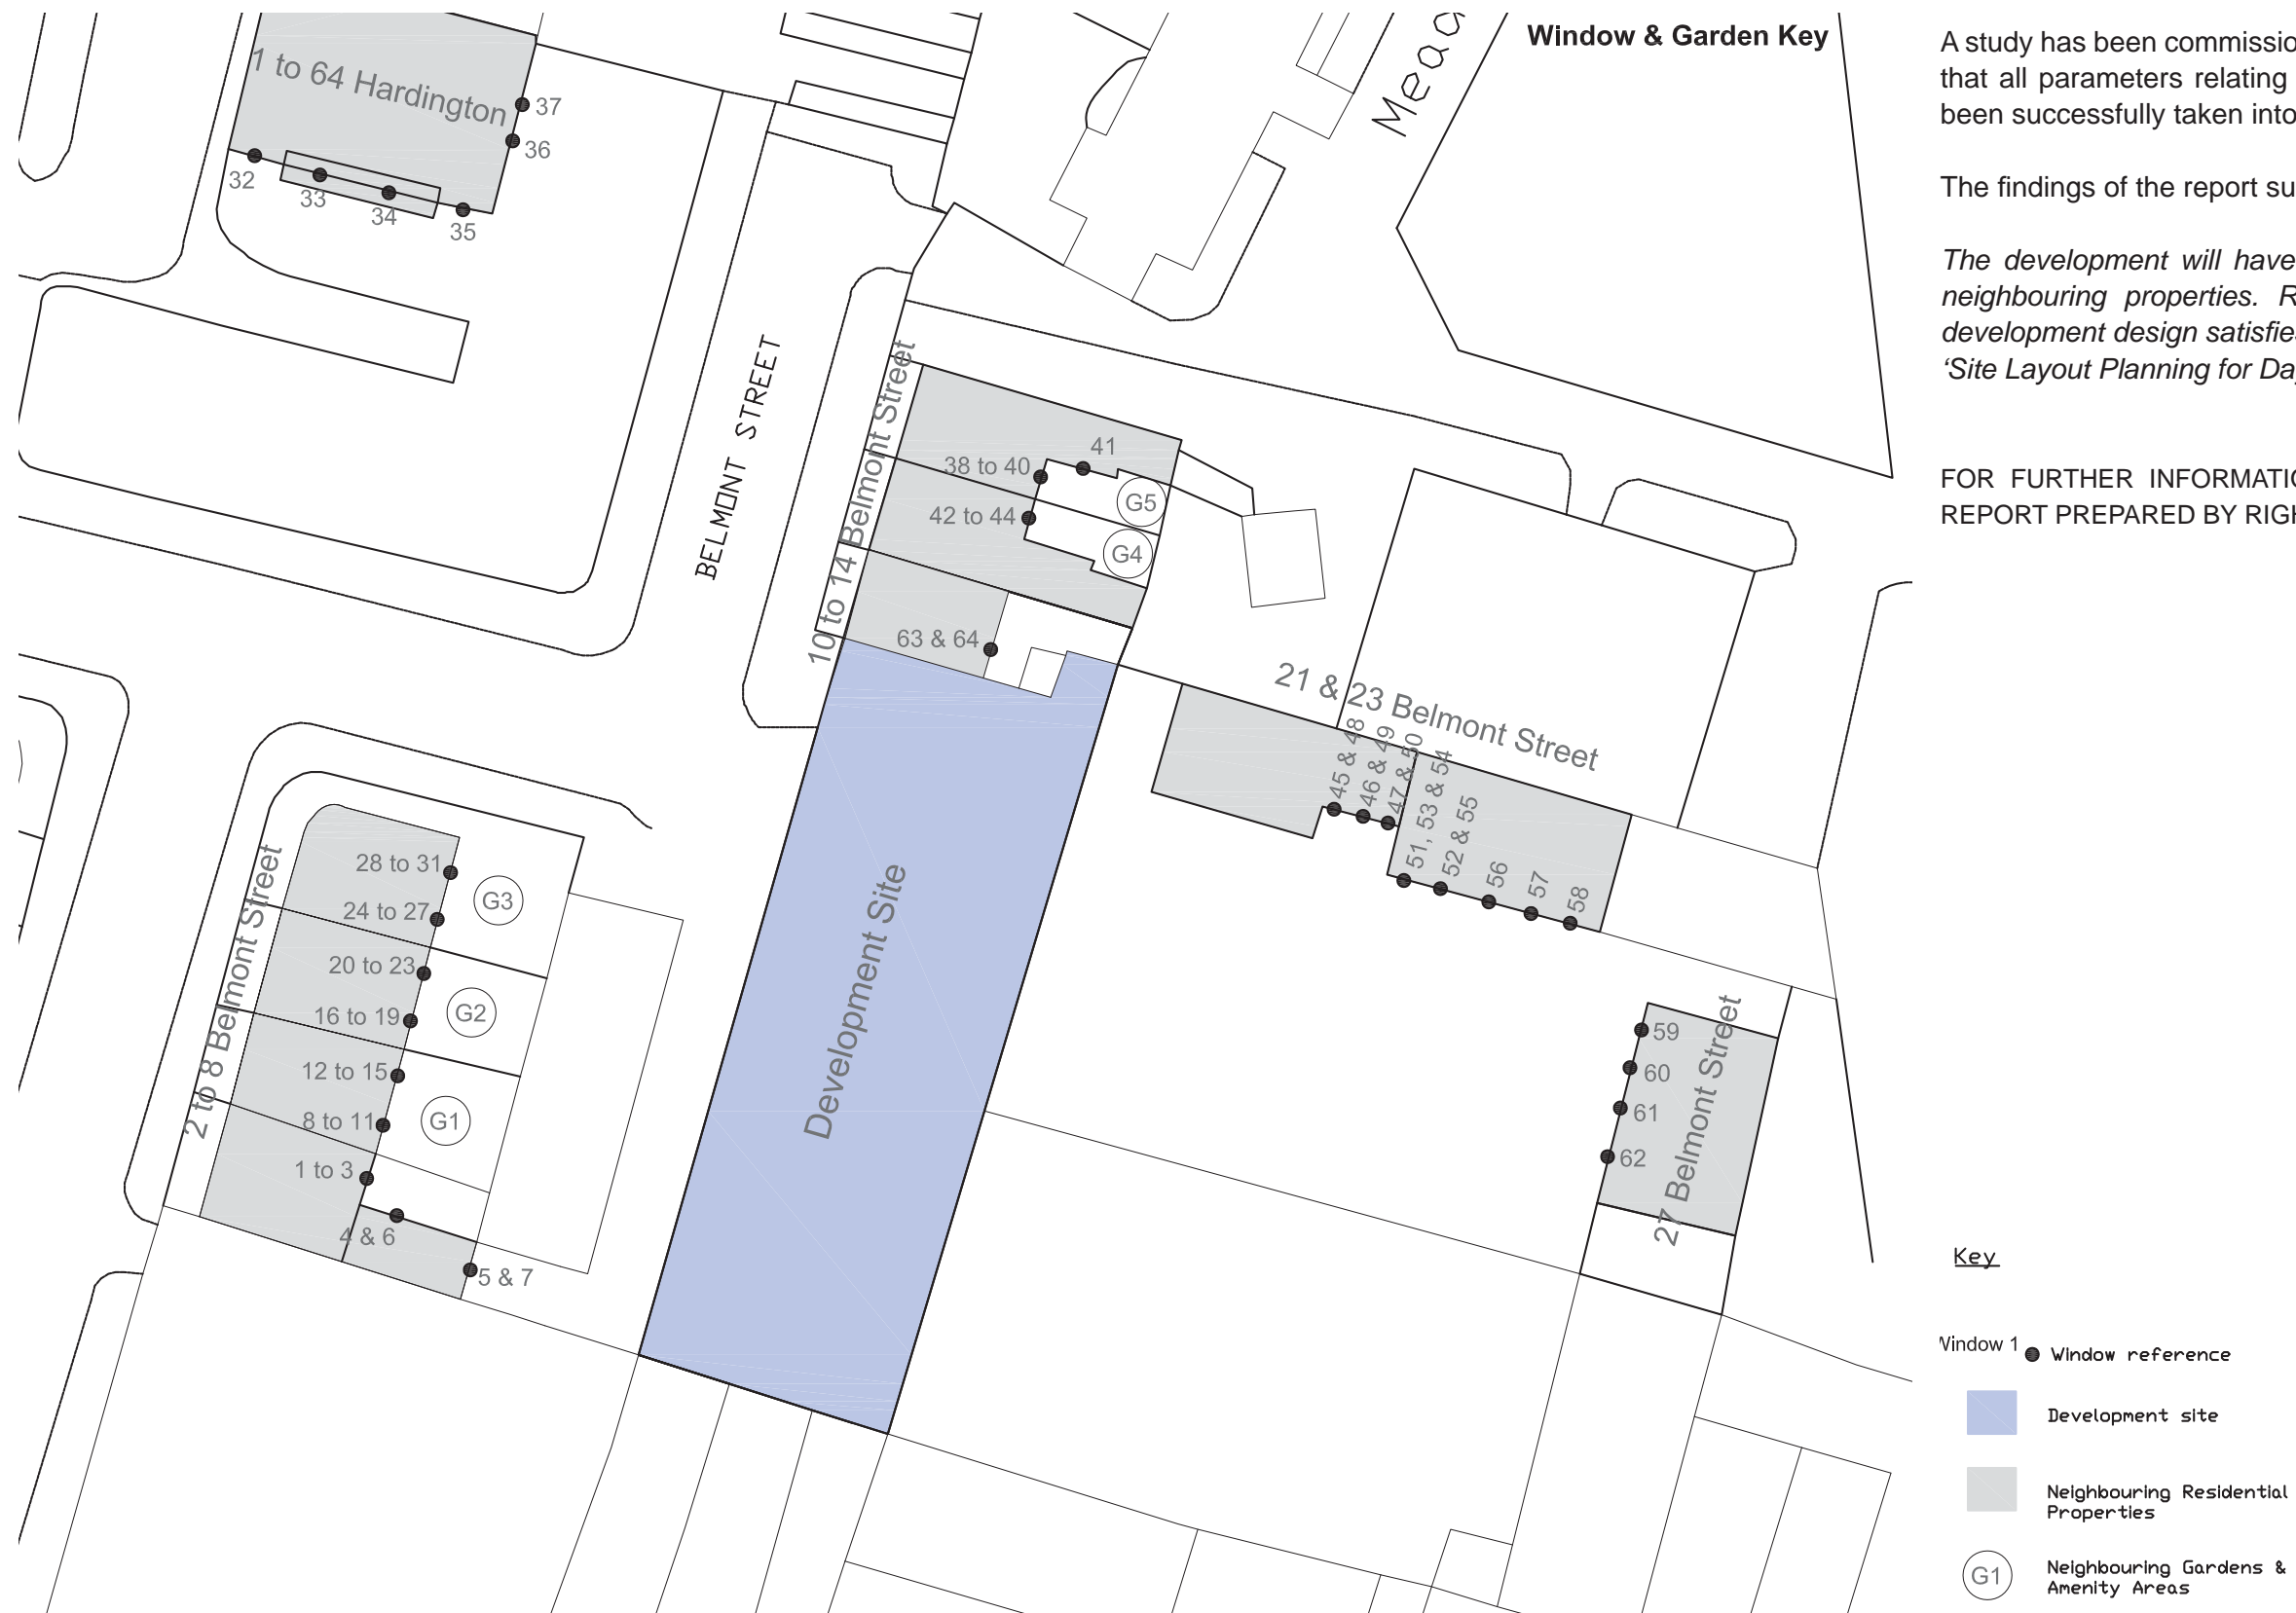 Window & Garden Key
A study has been
that all parameters relating
been successfully taken into
The findings of the report
The development will have
neighbouring properties.
development design
'Site Layout Planning for
FOR FURTHER
REPORT PREPARED BY
1 to 64 Hardington
37
36
32
33
34
35
BELMONT STREET
10 to 14 Belmont Street
38 to 40
41
G5
42 to 44
G4
63 & 64
21 & 23 Belmont Street
45 & 48
46 & 49
47 & 50
51, 53 & 54
52 & 55
56
57
58
2 to 8 Belmont Street
28 to 31
G3
24 to 27
20 to 23
G2
16 to 19
12 to 15
G1
8 to 11
1 to 3
4 & 6
5 & 7
Development Site
59
60
61
62
27 Belmont Street
Key
Window 1
Window reference
Development site
Neighbouring Residential
Properties
G1
Neighbouring Gardens &
Amenity Areas